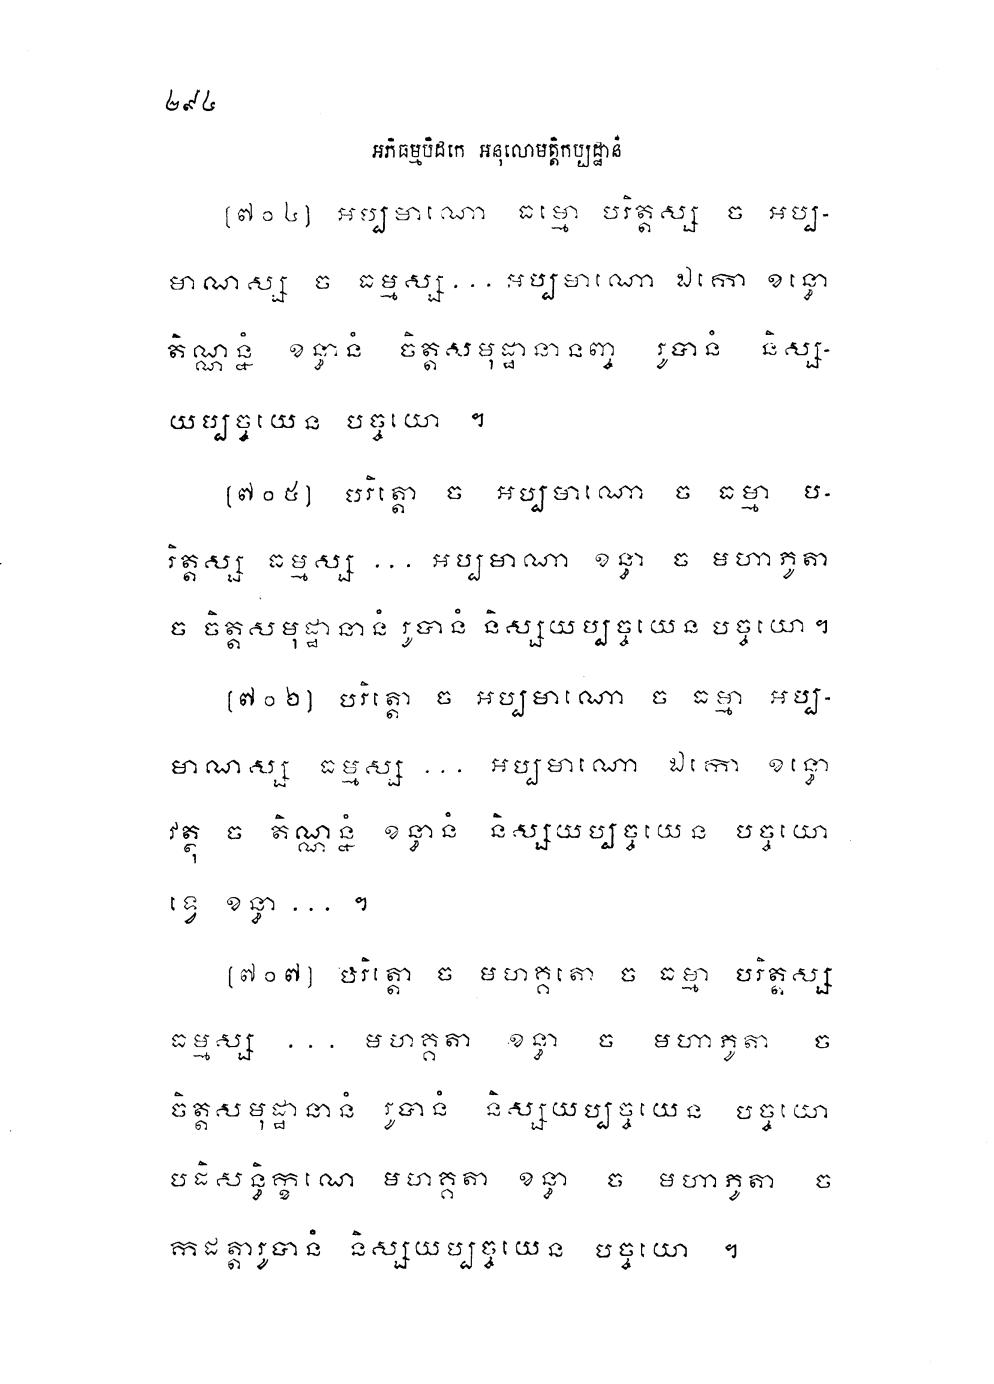 ២៩៤
អភិធម្មបិដកេ អនុលោមត្តិកប្បដ្ឋានំ
[៧០៤] អប្បមាណោ ធម្មោ បរិត្តស្ស ច អប្ប-
មាណស្ស ច ធម្មស្ស... អប្បមាណោ ឯកោ ខន្ធោ
តិណ្ណន្នំ ខន្ធានំ ចិត្តសមុដ្ឋានានញ្ច រូបានំ និស្ស-
យប្បច្ចយេន បច្ចយោ ។
[៧០៥] បរិត្តោ ច អប្បមាណោ ច ធម្មា ប-
រិត្តស្ស ធម្មស្ស ... អប្បមាណា ខន្ធា ច មហាភូតា
ច ចិត្តសមុដ្ឋានានំ រូបានំ និស្សយប្បច្ចយេន បច្ចយោ ។
[៧០៦] បរិត្តោ ច អប្បមាណោ ច ធម្មា អប្ប-
មាណស្ស ធម្មស្ស ... អប្បមាណោ ឯកោ ខន្ធោ
វត្ថុ ច តិណ្ណន្នំ ខន្ធានំ និស្សយប្បច្ចយេន បច្ចយោ
ទ្វេ ខន្ធា ... ។
[៧០៧] បរិត្តោ ច មហគ្គតោ ច ធម្មា បរិត្តស្ស
ធម្មស្ស ... មហគ្គតា ខន្ធា ច មហាភូតា ច
ចិត្តសមុដ្ឋានានំ រូបានំ និស្សយប្បច្ចយេន បច្ចយោ
បដិសន្ធិក្ខណេ មហគ្គតា ខន្ធា ច មហាភូតា ច
កដត្តារូបានំ និស្សយប្បច្ចយេន បច្ចយោ ។